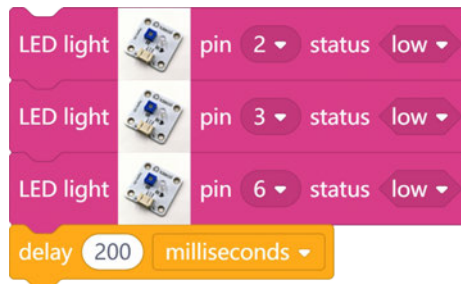 LED light pin 2 status low
LED light pin 3 status low
LED light pin 6 status low
delay 200 milliseconds